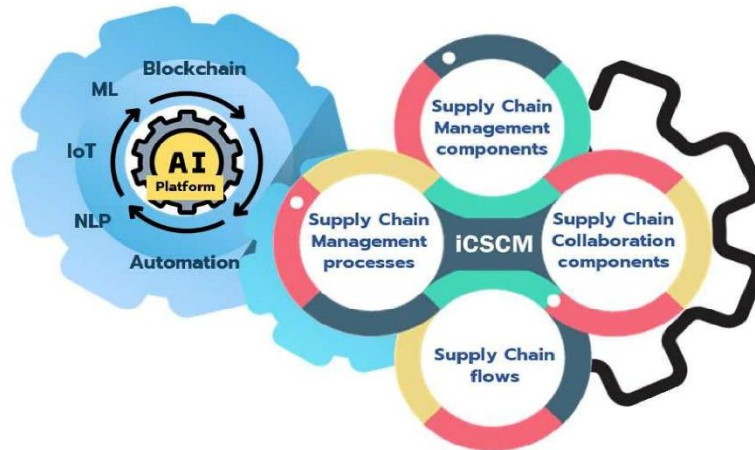 Blockchain
ML
IoT
NLP
Automation
AI
Platform
Supply Chain
Management
components
Supply Chain
Management
processes
iCSCM
Supply Chain
Collaboration
components
Supply Chain
flows